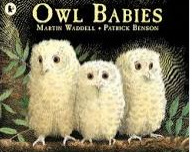 OWL BABIES
MARTIN WADDELL • PATRICK BENSON